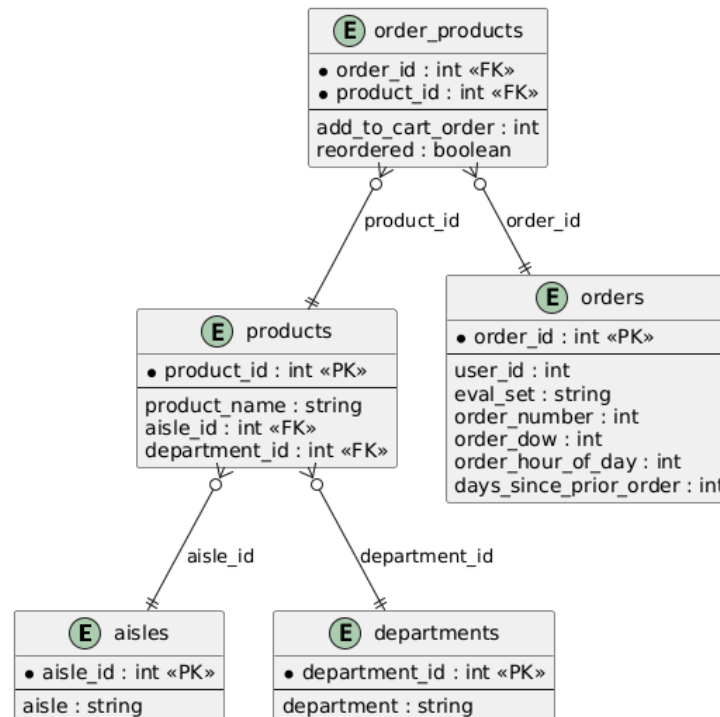 E order_products
• order_id : int «FK»
• product_id : int «FK»
add_to_cart_order : int
reordered : boolean
product_id
order_id
E products
• product_id : int «PK»
product_name : string
aisle_id : int «FK»
department_id : int «FK»
E orders
• order_id : int «PK»
user_id : int
eval_set : string
order_number : int
order_dow : int
order_hour_of_day : int
days_since_prior_order : int
aisle_id
department_id
E aisles
• aisle_id : int «PK»
aisle : string
E departments
• department_id : int «PK»
department : string